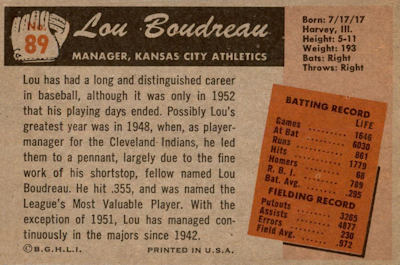 No. 89
Lou Boudreau
MANAGER, KANSAS CITY ATHLETICS
Born: 7/17/17
Harvey, Ill.
Height: 5-11
Weight: 193
Bats: Right
Throws: Right
Lou has had a long and distinguished career
in baseball, although it was only in 1952
that his playing days ended. Possibly Lou's
greatest year was in 1948, when, as player-
manager for the Cleveland Indians, he led
them to a pennant, largely due to the fine
work of his shortstop, fellow named Lou
Boudreau. He hit .355, and was named the
League's Most Valuable Player. With the
exception of 1951, Lou has managed con-
tinuously in the majors since 1942.
©B.G.H.L.I. PRINTED IN U.S.A.
BATTING RECORD
LIFE
Games 1646
At Bat 6030
Runs 861
Hits 1779
Homers 68
R. B. I. 789
Bat. Ave. .295
FIELDING RECORD
Putouts 3265
Assists 4877
Errors 230
Field Avg. .972